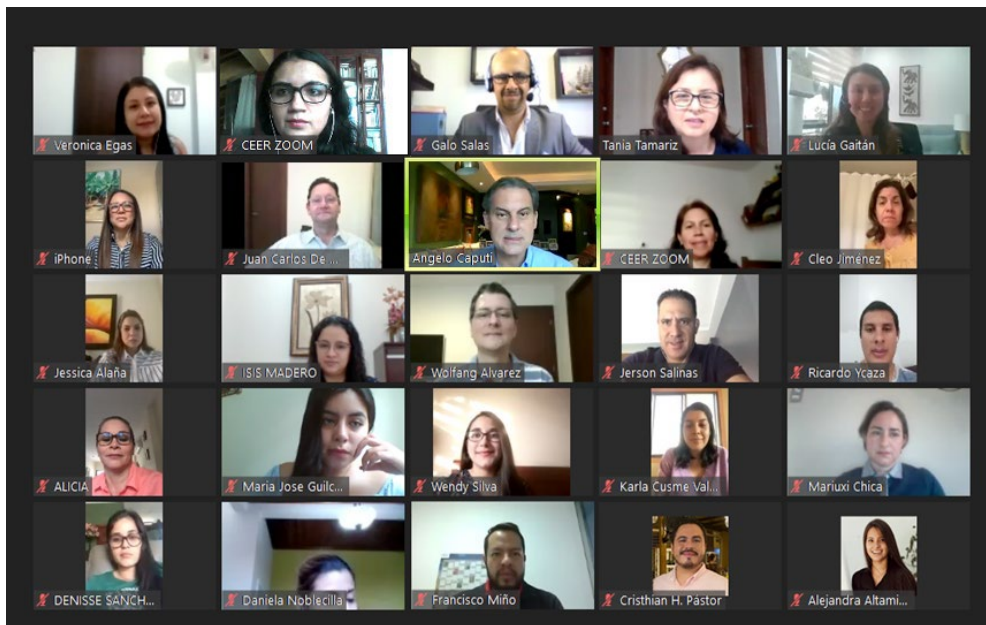 Veronica Egas
CEER ZOOM
Galo Salas
Tania Tamariz
Lucía Gaitán
iPhone
Juan Carlos De ...
Angelo Caputi
CEER ZOOM
Cleo Jiménez
Jessica Alaña
ISIS MADERO
Wolfang Alvarez
Jerson Salinas
Ricardo Ycaza
ALICIA
Maria Jose Guilc...
Wendy Silva
Karla Cusme Val...
Mariuxi Chica
DENISSE SANCH...
Daniela Noblecilla
Francisco Miño
Cristhian H. Pástor
Alejandra Altami...